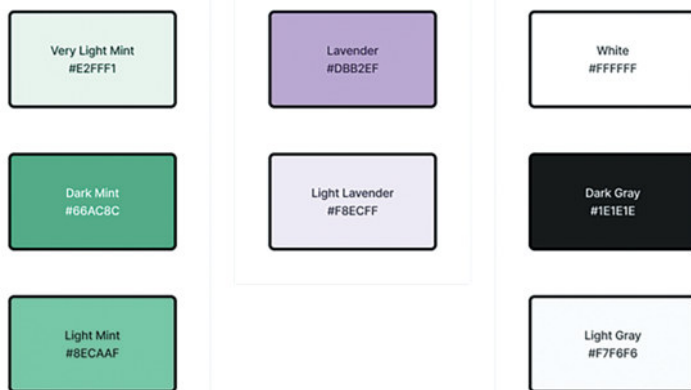 Very Light Mint
#E2FFF1
Dark Mint
#66AC8C
Light Mint
#8ECAAF
Lavender
#DBB2EF
Light Lavender
#F8ECFF
White
#FFFFFF
Dark Gray
#1E1E1E
Light Gray
#F7F6F6